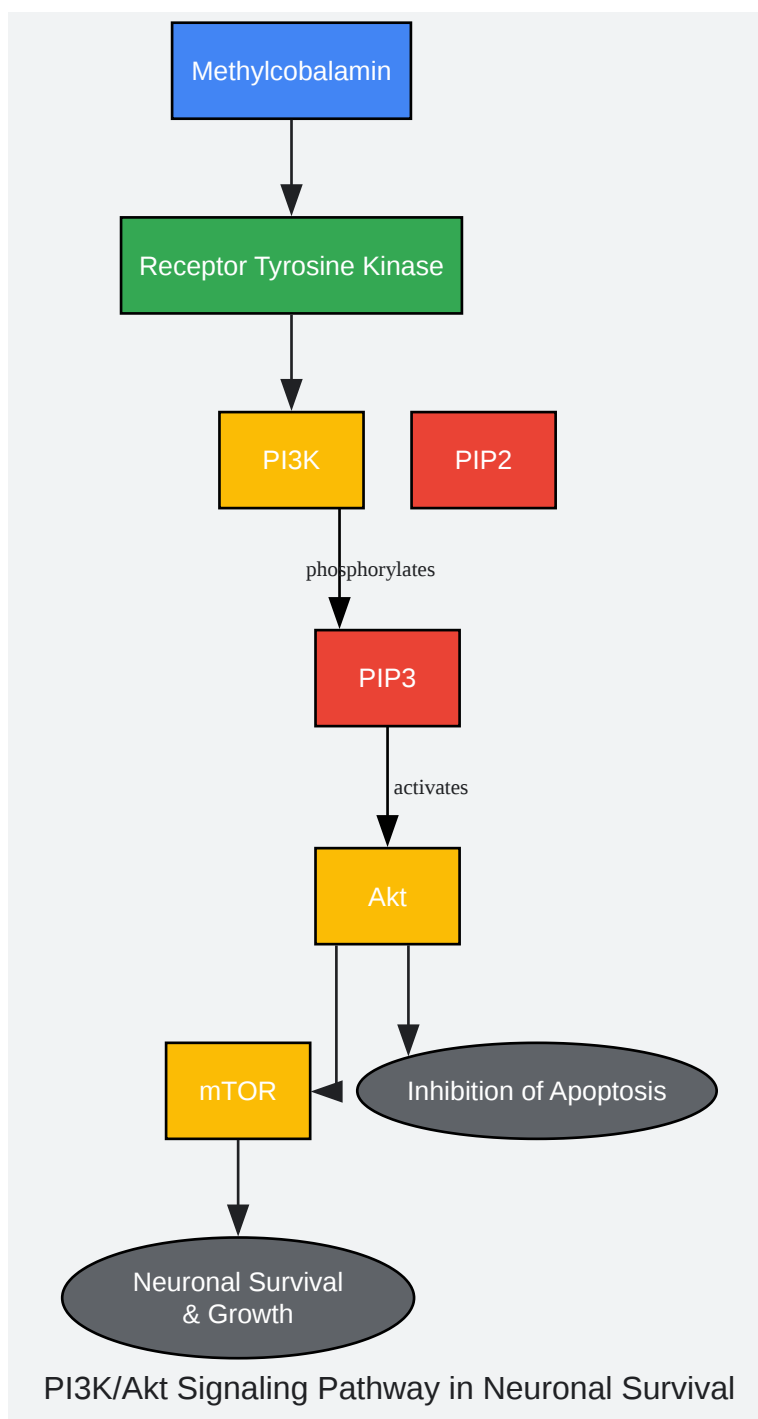 Methylcobalamin
Receptor Tyrosine Kinase
PI3K
PIP2
phosphorylates
PIP3
activates
Akt
mTOR
Inhibition of Apoptosis
Neuronal Survival
& Growth
PI3K/Akt Signaling Pathway in Neuronal Survival